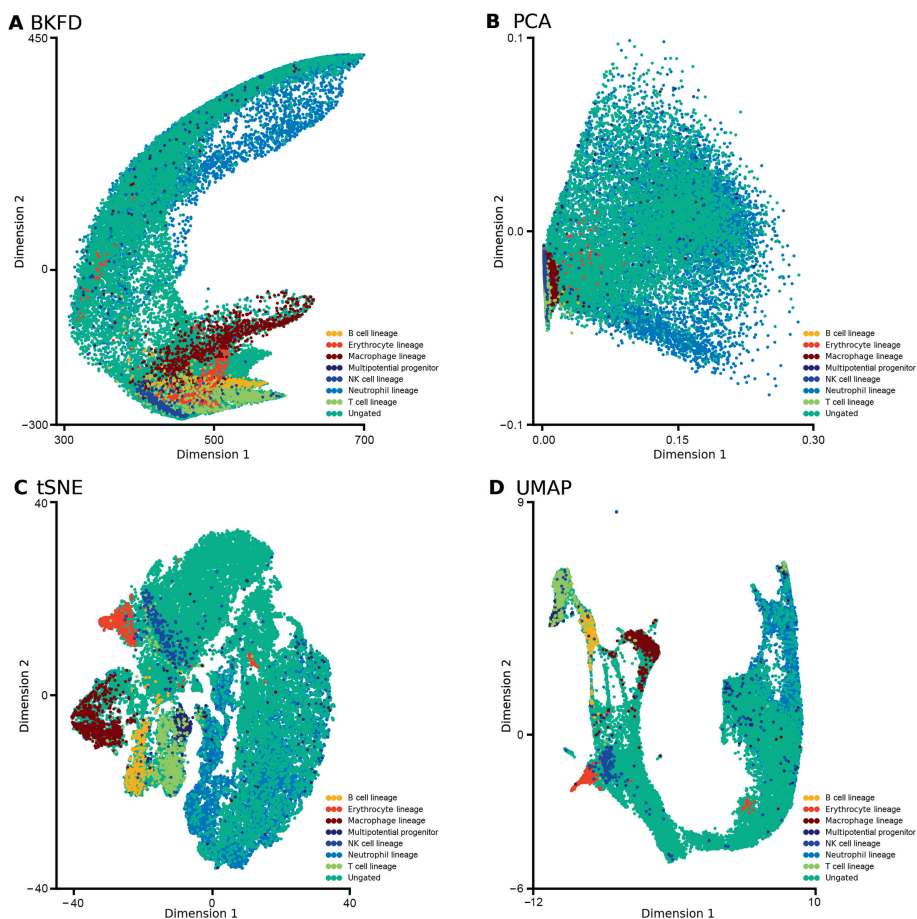 A BKFD
450
0
−300
300
500
700
Dimension 1
Dimension 2
B cell lineage
Erythrocyte lineage
Macrophage lineage
Multipotential progenitor
NK cell lineage
Neutrophil lineage
T cell lineage
Ungated
B PCA
0.1
0.0
−0.1
0.00
0.15
0.30
Dimension 1
Dimension 2
B cell lineage
Erythrocyte lineage
Macrophage lineage
Multipotential progenitor
NK cell lineage
Neutrophil lineage
T cell lineage
Ungated
C tSNE
40
0
−40
−40
0
40
Dimension 1
Dimension 2
B cell lineage
Erythrocyte lineage
Macrophage lineage
Multipotential progenitor
NK cell lineage
Neutrophil lineage
T cell lineage
Ungated
D UMAP
9
0
−6
−12
10
Dimension 1
Dimension 2
B cell lineage
Erythrocyte lineage
Macrophage lineage
Multipotential progenitor
NK cell lineage
Neutrophil lineage
T cell lineage
Ungated